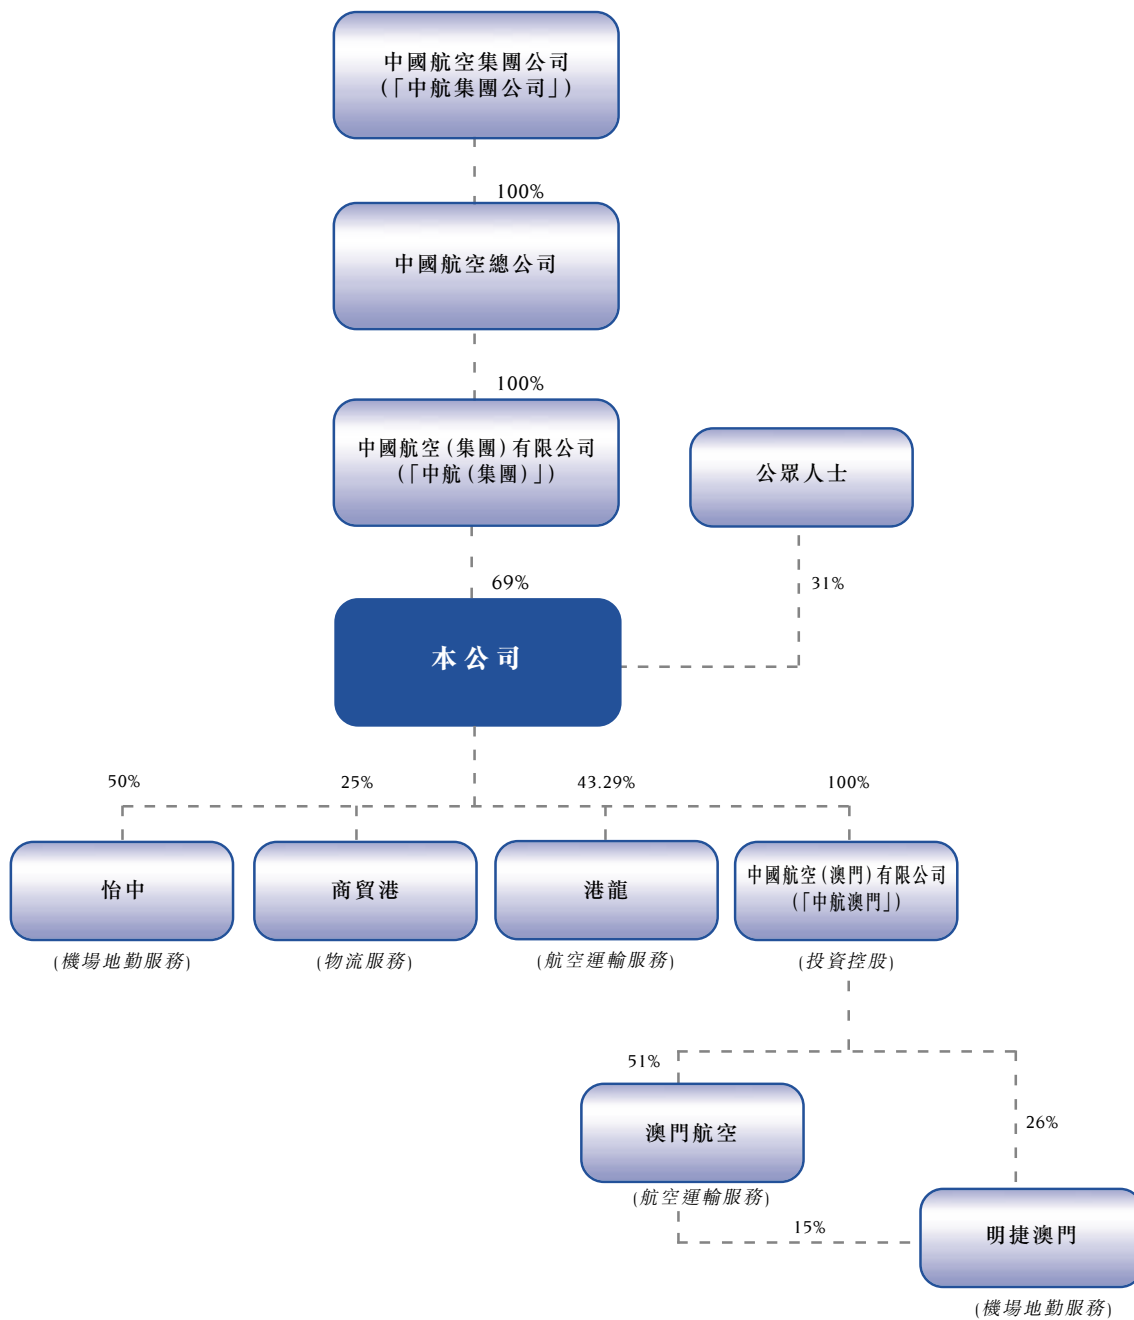 中國航空集團公司
(「中航集團公司」)
100%
中國航空總公司
100%
中國航空(集團)有限公司
(「中航(集團)」)
公眾人士
69%
31%
本公司
50%
25%
43.29%
100%
怡中
商貿港
港龍
中國航空(澳門)有限公司
(「中航澳門」)
(機場地勤服務)
(物流服務)
(航空運輸服務)
(投資控股)
51%
26%
澳門航空
(航空運輸服務)
15%
明捷澳門
(機場地勤服務)